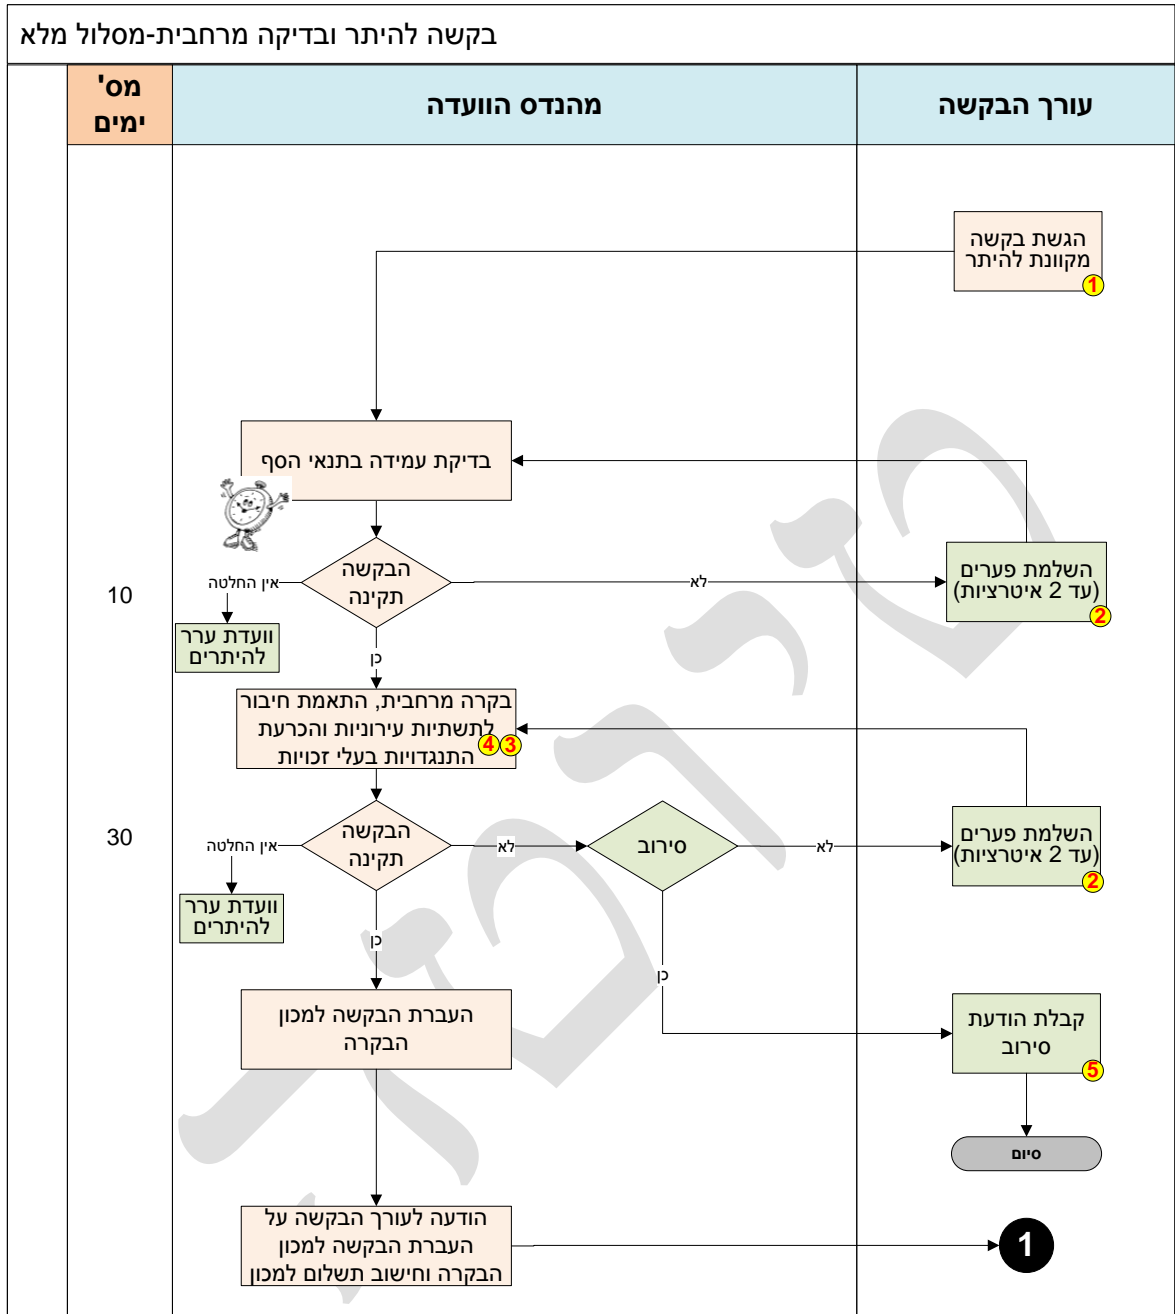 בקשה להיתר ובדיקה מרחבית-מסלול מלא
עורך הבקשה
מהנדס הוועדה
מס'
ימים
הגשת בקשה
מקוונת להיתר
1
בדיקת עמידה בתנאי הסף
הבקשה
תקינה
אין החלטה
לא
השלמת פערים
(עד 2 איטרציות)
2
10
וועדת ערר
להיתרים
כן
בקרה מרחבית, התאמת חיבור
לתשתיות עירוניות והכרעת
התנגדויות בעלי זכויות
3
4
הבקשה
תקינה
אין החלטה
לא
סירוב
לא
השלמת פערים
(עד 2 איטרציות)
2
30
וועדת ערר
להיתרים
כן
כן
העברת הבקשה למכון
הבקרה
קבלת הודעת
סירוב
5
סיום
הודעה לעורך הבקשה על
העברת הבקשה למכון
הבקרה וחישוב תשלום למכון
1